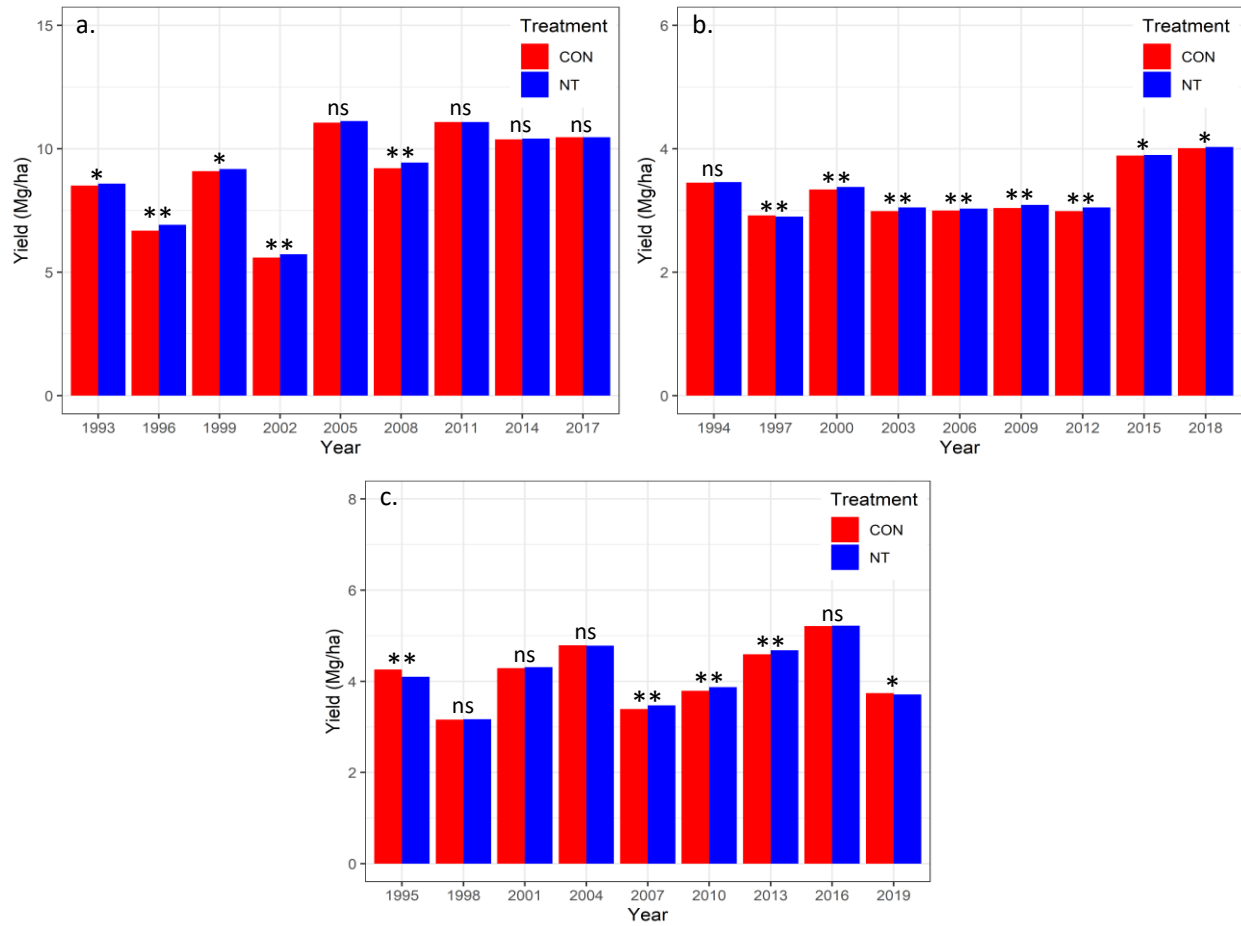 a.
Treatment
CON
NT
15
10
5
0
Yield (Mg/ha)
* ** * ** ns ** ns ns ns
1993 1996 1999 2002 2005 2008 2011 2014 2017
Year
b.
Treatment
CON
NT
6
4
2
0
Yield (Mg/ha)
ns ** ** ** ** ** ** * *
1994 1997 2000 2003 2006 2009 2012 2015 2018
Year
c.
Treatment
CON
NT
8
6
4
2
0
Yield (Mg/ha)
** ns ns ns ** ** ** ns *
1995 1998 2001 2004 2007 2010 2013 2016 2019
Year